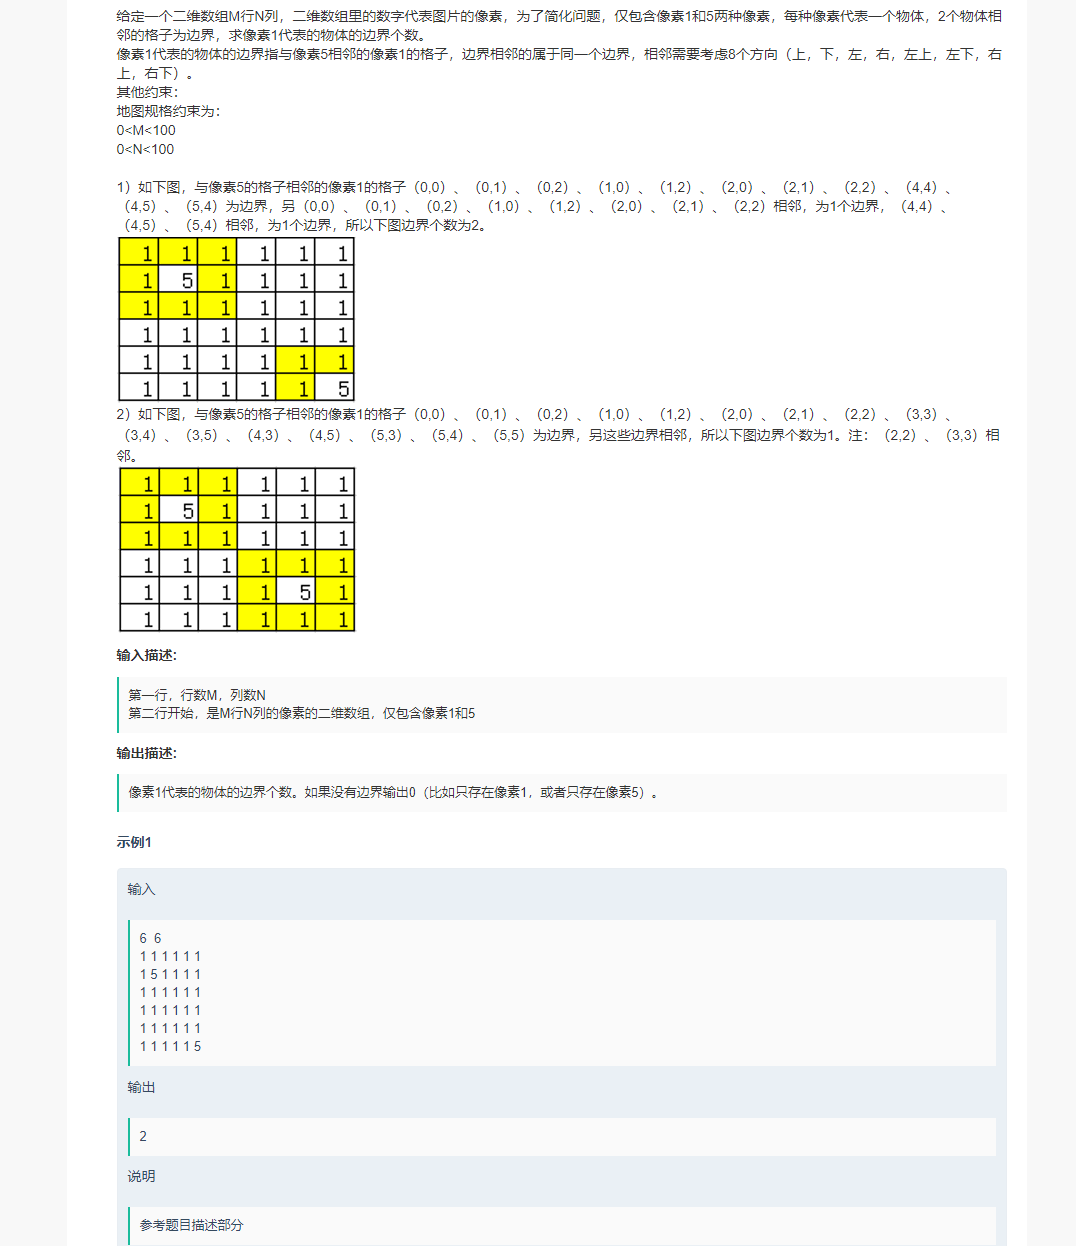 给定一个二维数组M行N列，二维数组里的数字代表图片的像素，为了简化问题，仅包含像素1和5两种像素，每种像素代表一个物体，2个物体相
邻的格子为边界，求像素1代表的物体的边界个数。
像素1代表的物体的边界指与像素5相邻的像素1的格子，边界相邻的属于同一个边界，相邻需要考虑8个方向（上，下，左，右，左上，左下，右
上，右下）。
其他约束：
地图规格约束为：
0<M<100
0<N<100
1）如下图，与像素5的格子相邻的像素1的格子（0,0）、（0,1）、（0,2）、（1,0）、（1,2）、（2,0）、（2,1）、（2,2）、（4,4）、
（4,5）、（5,4）为边界，另（0,0）、（0,1）、（0,2）、（1,0）、（1,2）、（2,0）、（2,1）、（2,2）相邻，为1个边界，（4,4）、
（4,5）、（5,4）相邻，为1个边界，所以下图边界个数为2。
1 1 1 1 1 1
1 5 1 1 1 1
1 1 1 1 1 1
1 1 1 1 1 1
1 1 1 1 1 1
1 1 1 1 1 5
2）如下图，与像素5的格子相邻的像素1的格子（0,0）、（0,1）、（0,2）、（1,0）、（1,2）、（2,0）、（2,1）、（2,2）、（3,3）、
（3,4）、（3,5）、（4,3）、（4,5）、（5,3）、（5,4）、（5,5）为边界，另这些边界相邻，所以下图边界个数为1。注：（2,2）、（3,3）相
邻。
1 1 1 1 1 1
1 5 1 1 1 1
1 1 1 1 1 1
1 1 1 1 1 1
1 1 1 1 5 1
1 1 1 1 1 1
输入描述：
第一行，行数M，列数N
第二行开始，是M行N列的像素的二维数组，仅包含像素1和5
输出描述：
像素1代表的物体的边界个数。如果没有边界输出0（比如只存在像素1，或者只存在像素5）。
示例1
输入
6 6
1 1 1 1 1 1
1 5 1 1 1 1
1 1 1 1 1 1
1 1 1 1 1 1
1 1 1 1 1 1
1 1 1 1 1 5
输出
2
说明
参考题目描述部分